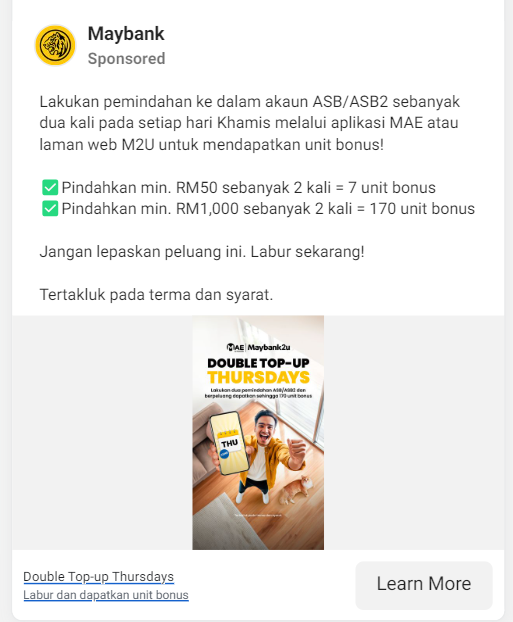 Maybank
Sponsored
Lakukan pemindahan ke dalam akaun ASB/ASB2 sebanyak
dua kali pada setiap hari Khamis melalui aplikasi MAE atau
laman web M2U untuk mendapatkan unit bonus!
✅Pindahkan min. RM50 sebanyak 2 kali = 7 unit bonus
✅Pindahkan min. RM1,000 sebanyak 2 kali = 170 unit bonus
Jangan lepaskan peluang ini. Labur sekarang!
Tertakluk pada terma dan syarat.
MAE Maybank2u
DOUBLE TOP-UP
THURSDAYS
Lakukan dua pemindahan ASB/ASB2 dan
berpeluang dapatkan sehingga 170 unit bonus
THU
Double Top-up Thursdays
Labur dan dapatkan unit bonus
Learn More